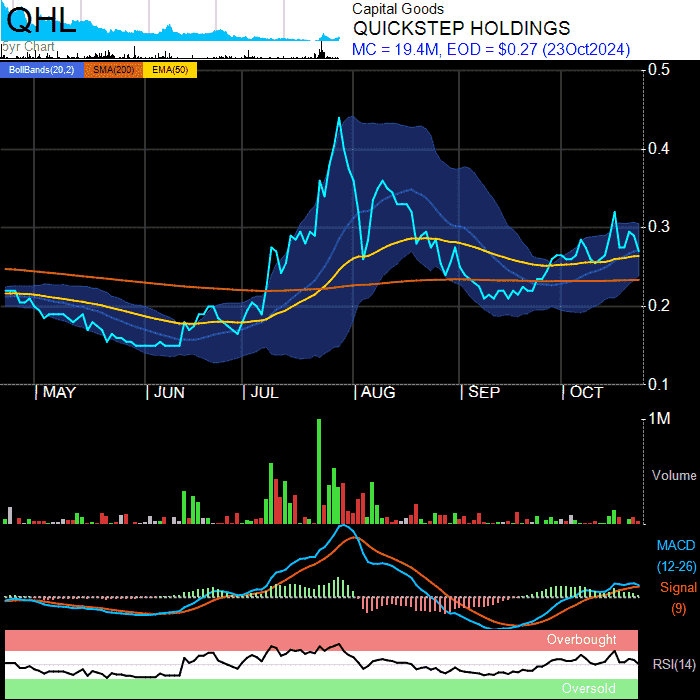 QHL
5yr Chart
Capital Goods
QUICKSTEP HOLDINGS
MC = 19.4M, EOD = $0.27 (23Oct2024)
BollBands(20,2) SMA(200) EMA(50)
0.5
0.4
0.3
0.2
0.1
MAY JUN JUL AUG SEP OCT
1M
Volume
MACD
(12-26)
Signal
(9)
Overbought
RSI(14)
Oversold